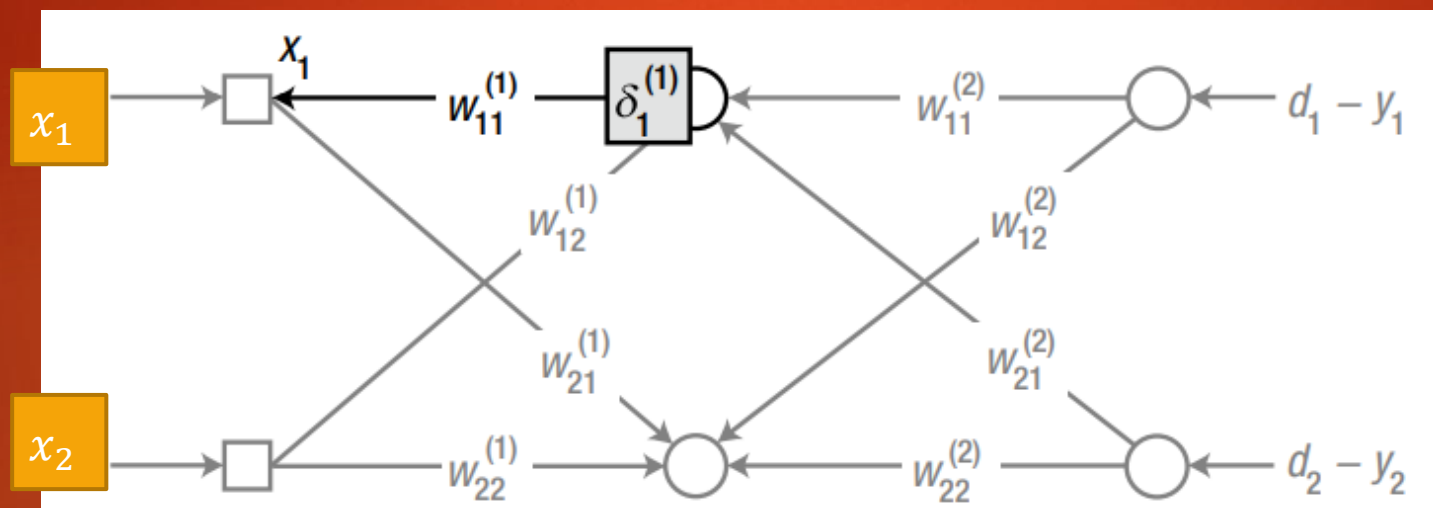 x₁
X₁
W₁₁⁽¹⁾
δ₁⁽¹⁾
W₁₁⁽²⁾
d₁ – y₁
W₁₂⁽¹⁾
W₁₂⁽²⁾
W₂₁⁽¹⁾
W₂₁⁽²⁾
x₂
W₂₂⁽¹⁾
W₂₂⁽²⁾
d₂ – y₂